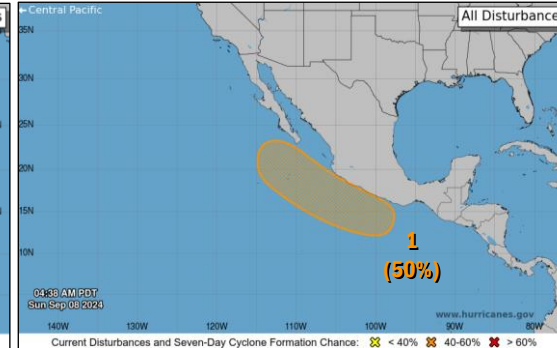 ←Central Pacific
All Disturbance
35N
30N
25N
20N
15N
10N
1
(50%)
04:38 AM PDT
Sun Sep 08 2024
www.hurricanes.gov
140W 130W 120W 110W 100W 90W 80W
Current Disturbances and Seven-Day Cyclone Formation Chance: < 40% 40-60% > 60%